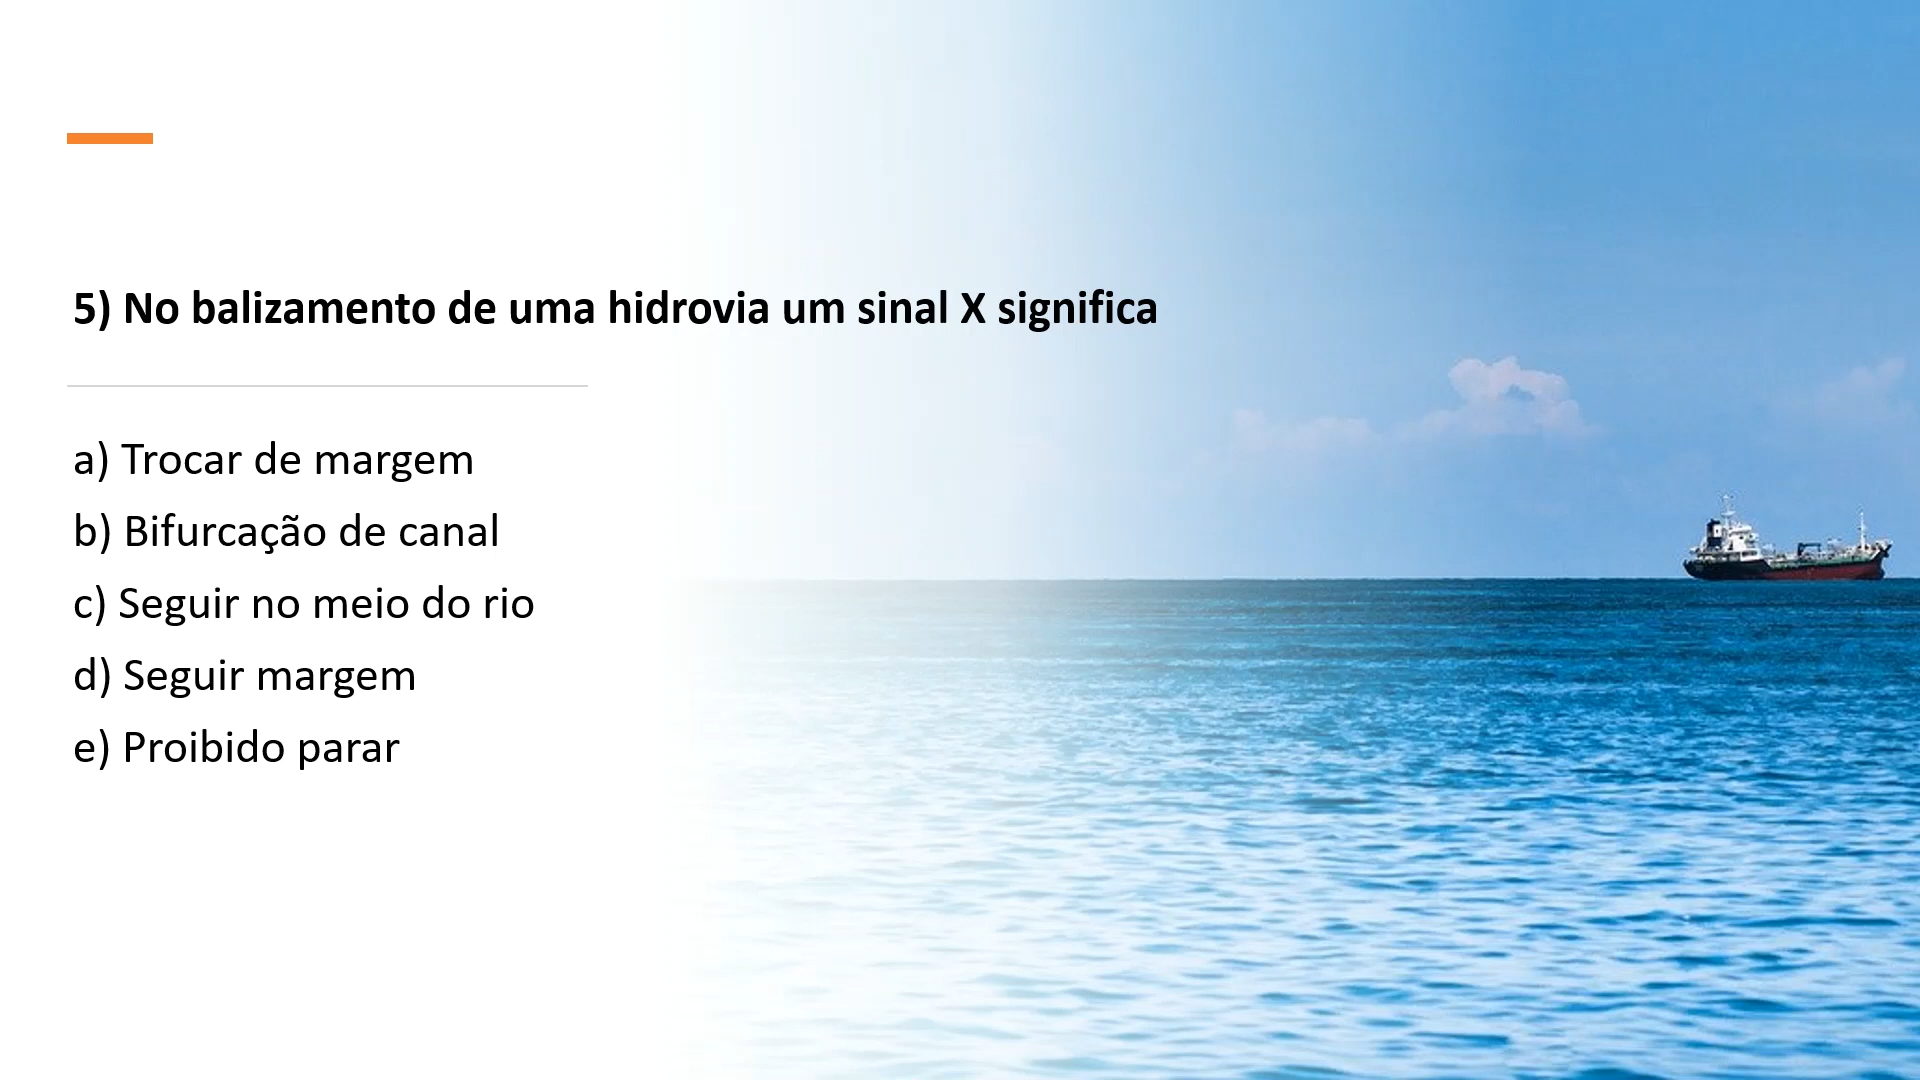 5) No balizamento de uma hidrovia um sinal X significa
a) Trocar de margem
b) Bifurcação de canal
c) Seguir no meio do rio
d) Seguir margem
e) Proibido parar